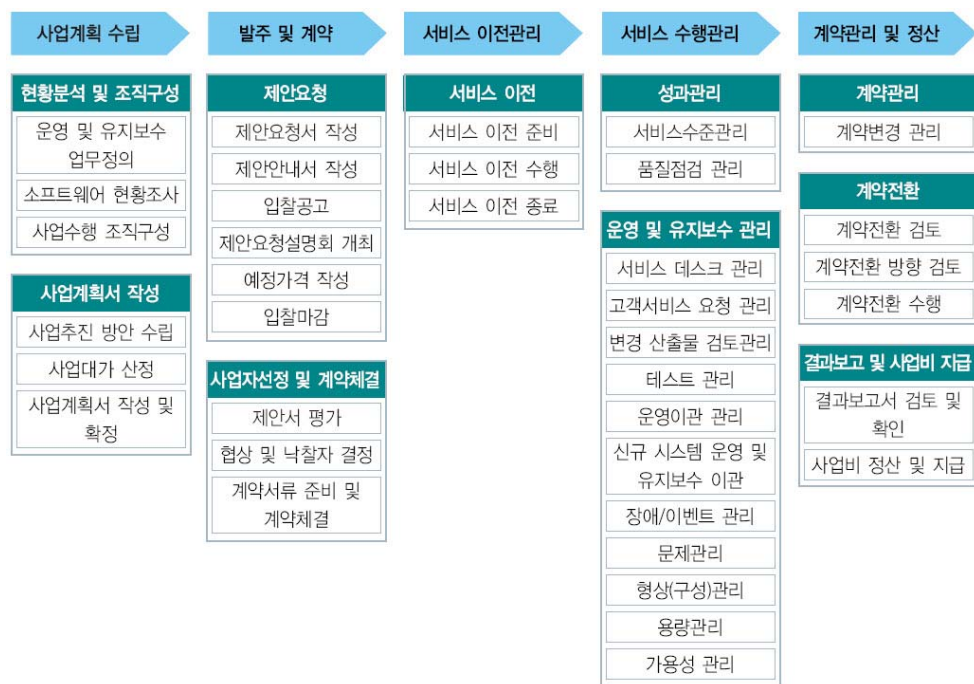 사업계획 수립
발주 및 계약
서비스 이전관리
서비스 수행관리
계약관리 및 정산
현황분석 및 조직구성
운영 및 유지보수
업무정의
소프트웨어 현황조사
사업수행 조직구성
사업계획서 작성
사업추진 방안 수립
사업대가 산정
사업계획서 작성 및
확정
제안요청
제안요청서 작성
제안안내서 작성
입찰공고
제안요청설명회 개최
예정가격 작성
입찰마감
사업자선정 및 계약체결
제안서 평가
협상 및 낙찰자 결정
계약서류 준비 및
계약체결
서비스 이전
서비스 이전 준비
서비스 이전 수행
서비스 이전 종료
성과관리
서비스수준관리
품질점검 관리
운영 및 유지보수 관리
서비스 데스크 관리
고객서비스 요청 관리
변경 산출물 검토관리
테스트 관리
운영이관 관리
신규 시스템 운영 및
유지보수 이관
장애/이벤트 관리
문제관리
형상(구성)관리
용량관리
가용성 관리
계약관리
계약변경 관리
계약전환
계약전환 검토
계약전환 방향 검토
계약전환 수행
결과보고 및 사업비 지급
결과보고서 검토 및
확인
사업비 정산 및 지급